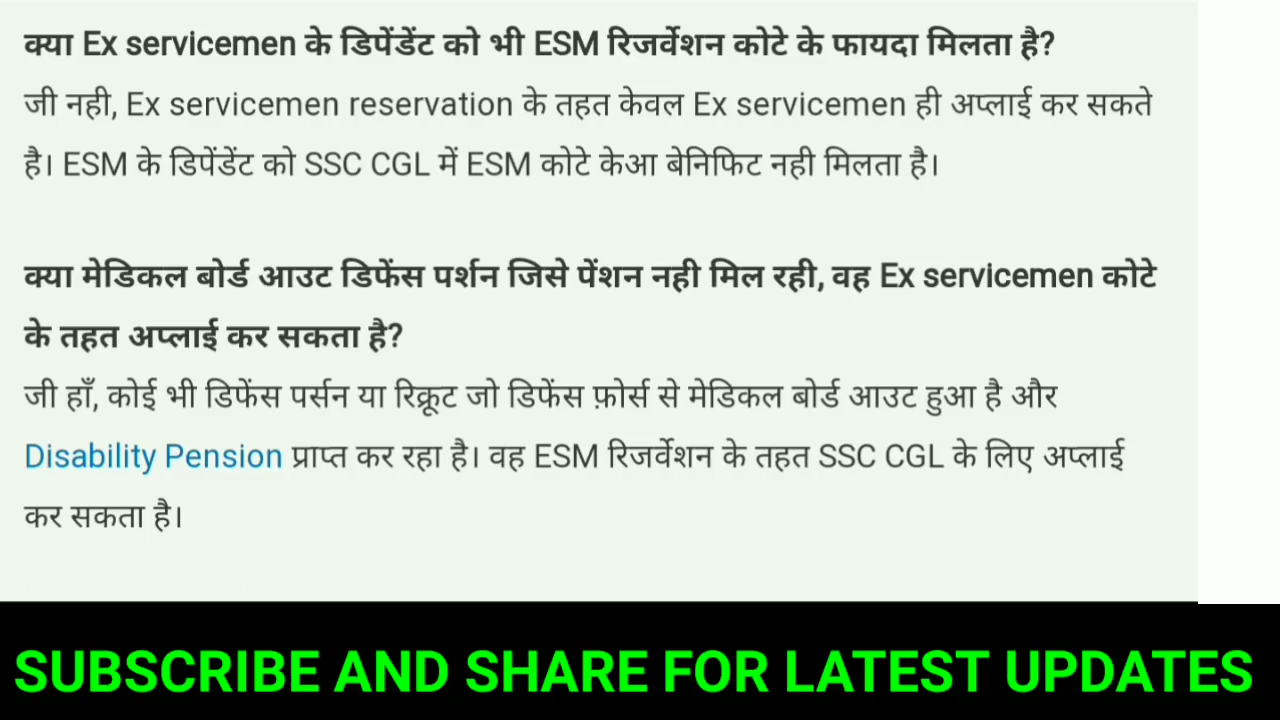 क्या Ex servicemen के डिपेंडेंट को भी ESM रिजर्वेशन कोटे के फायदा मिलता है?
जी नही, Ex servicemen reservation के तहत केवल Ex servicemen ही अप्लाई कर सकते
है। ESM के डिपेंडेंट को SSC CGL में ESM कोटे केआ बेनिफिट नही मिलता है।
क्या मेडिकल बोर्ड आउट डिफेंस पर्शन जिसे पेंशन नही मिल रही, वह Ex servicemen कोटे
के तहत अप्लाई कर सकता है?
जी हाँ, कोई भी डिफेंस पर्सन या रिक्रूट जो डिफेंस फ़ोर्स से मेडिकल बोर्ड आउट हुआ है और
Disability Pension प्राप्त कर रहा है। वह ESM रिजर्वेशन के तहत SSC CGL के लिए अप्लाई
कर सकता है।
SUBSCRIBE AND SHARE FOR LATEST UPDATES